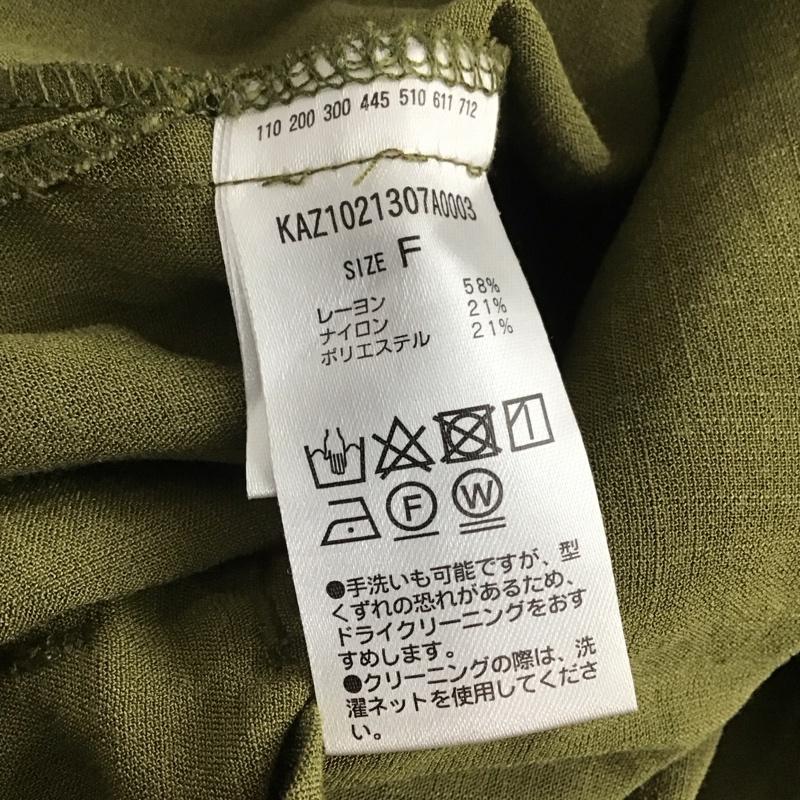 110 200 300 445 510 611 712
KAZ1021307A0003
SIZE F
レーヨン 58%
ナイロン 21%
ポリエステル 21%
F W
●手洗いも可能ですが、型
くずれの恐れがあるため、
ドライクリーニングをおす
すめします。
●クリーニングの際は、洗
濯ネットを使用してくださ
い。